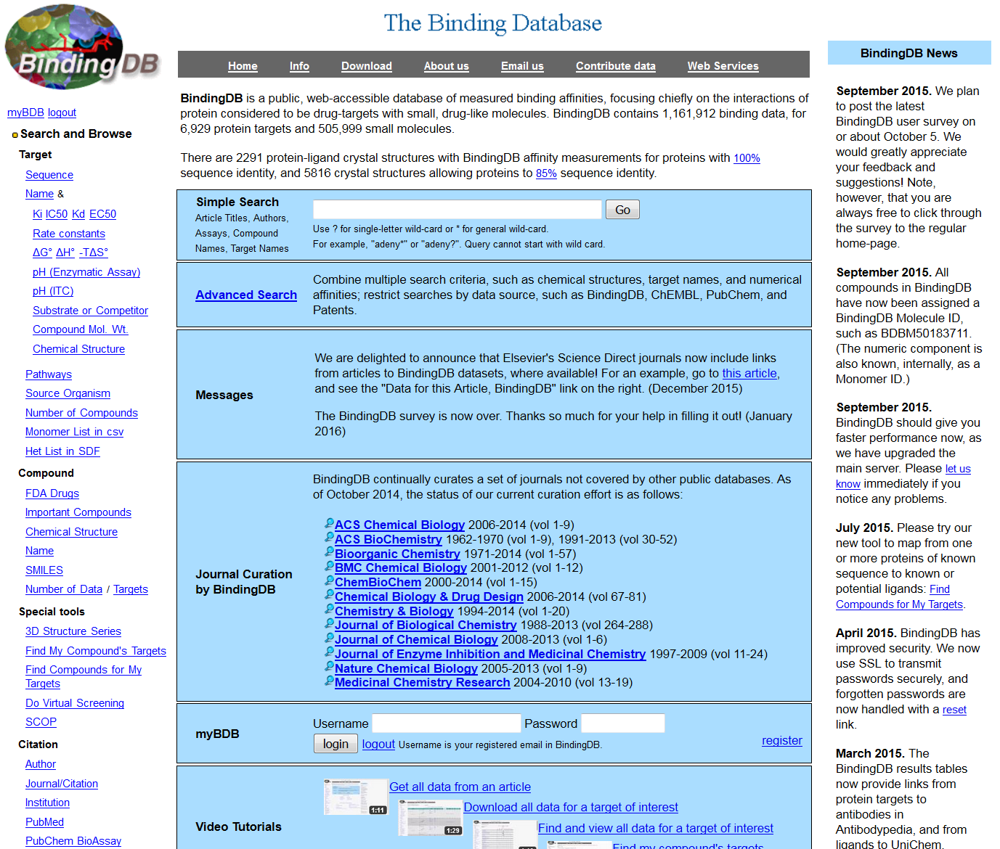 The Binding Database
BindingDB
Home Info Download About us Email us Contribute data Web Services
myBDB logout
Search and Browse
Target
Sequence
Name &
Ki IC50 Kd EC50
Rate constants
ΔG° ΔH° -TΔS°
pH (Enzymatic Assay)
pH (ITC)
Substrate or Competitor
Compound Mol. Wt.
Chemical Structure
Pathways
Source Organism
Number of Compounds
Monomer List in csv
Het List in SDF
Compound
FDA Drugs
Important Compounds
Chemical Structure
Name
SMILES
Number of Data / Targets
Special tools
3D Structure Series
Find My Compound's Targets
Find Compounds for My
Targets
Do Virtual Screening
SCOP
Citation
Author
Journal/Citation
Institution
PubMed
PubChem BioAssay
BindingDB is a public, web-accessible database of measured binding affinities, focusing chiefly on the interactions of
protein considered to be drug-targets with small, drug-like molecules. BindingDB contains 1,161,912 binding data, for
6,929 protein targets and 505,999 small molecules.
There are 2291 protein-ligand crystal structures with BindingDB affinity measurements for proteins with 100%
sequence identity, and 5816 crystal structures allowing proteins to 85% sequence identity.
Simple Search
Article Titles, Authors,
Assays, Compound
Names, Target Names
Go
Use ? for single-letter wild-card or * for general wild-card.
For example, "adeny*" or "adeny?". Query cannot start with wild card.
Advanced Search
Combine multiple search criteria, such as chemical structures, target names, and numerical
affinities; restrict searches by data source, such as BindingDB, ChEMBL, PubChem, and
Patents.
Messages
We are delighted to announce that Elsevier's Science Direct journals now include links
from articles to BindingDB datasets, where available! For an example, go to this article,
and see the "Data for this Article, BindingDB" link on the right. (December 2015)
The BindingDB survey is now over. Thanks so much for your help in filling it out! (January
2016)
Journal Curation
by BindingDB
BindingDB continually curates a set of journals not covered by other public databases. As
of October 2014, the status of our current curation effort is as follows:
ACS Chemical Biology 2006-2014 (vol 1-9)
ACS BioChemistry 1962-1970 (vol 1-9), 1991-2013 (vol 30-52)
Bioorganic Chemistry 1971-2014 (vol 1-57)
BMC Chemical Biology 2001-2012 (vol 1-12)
ChemBioChem 2000-2014 (vol 1-15)
Chemical Biology & Drug Design 2006-2014 (vol 67-81)
Chemistry & Biology 1994-2014 (vol 1-20)
Journal of Biological Chemistry 1988-2013 (vol 264-288)
Journal of Chemical Biology 2008-2013 (vol 1-6)
Journal of Enzyme Inhibition and Medicinal Chemistry 1997-2009 (vol 11-24)
Nature Chemical Biology 2005-2013 (vol 1-9)
Medicinal Chemistry Research 2004-2010 (vol 13-19)
myBDB
Username Password
login logout Username is your registered email in BindingDB.
register
Video Tutorials
1:11 Get all data from an article
1:29 Download all data for a target of interest
Find and view all data for a target of interest
Find my compound's targets
BindingDB News
September 2015. We plan
to post the latest
BindingDB user survey on
or about October 5. We
would greatly appreciate
your feedback and
suggestions! Note,
however, that you are
always free to click through
the survey to the regular
home-page.
September 2015. All
compounds in BindingDB
have now been assigned a
BindingDB Molecule ID,
such as BDBM50183711.
(The numeric component is
also known, internally, as a
Monomer ID.)
September 2015.
BindingDB should give you
faster performance now, as
we have upgraded the
main server. Please let us
know immediately if you
notice any problems.
July 2015. Please try our
new tool to map from one
or more proteins of known
sequence to known or
potential ligands: Find
Compounds for My Targets.
April 2015. BindingDB has
improved security. We now
use SSL to transmit
passwords securely, and
forgotten passwords are
now handled with a reset
link.
March 2015. The
BindingDB results tables
now provide links from
protein targets to
antibodies in
Antibodypedia, and from
ligands to UniChem.